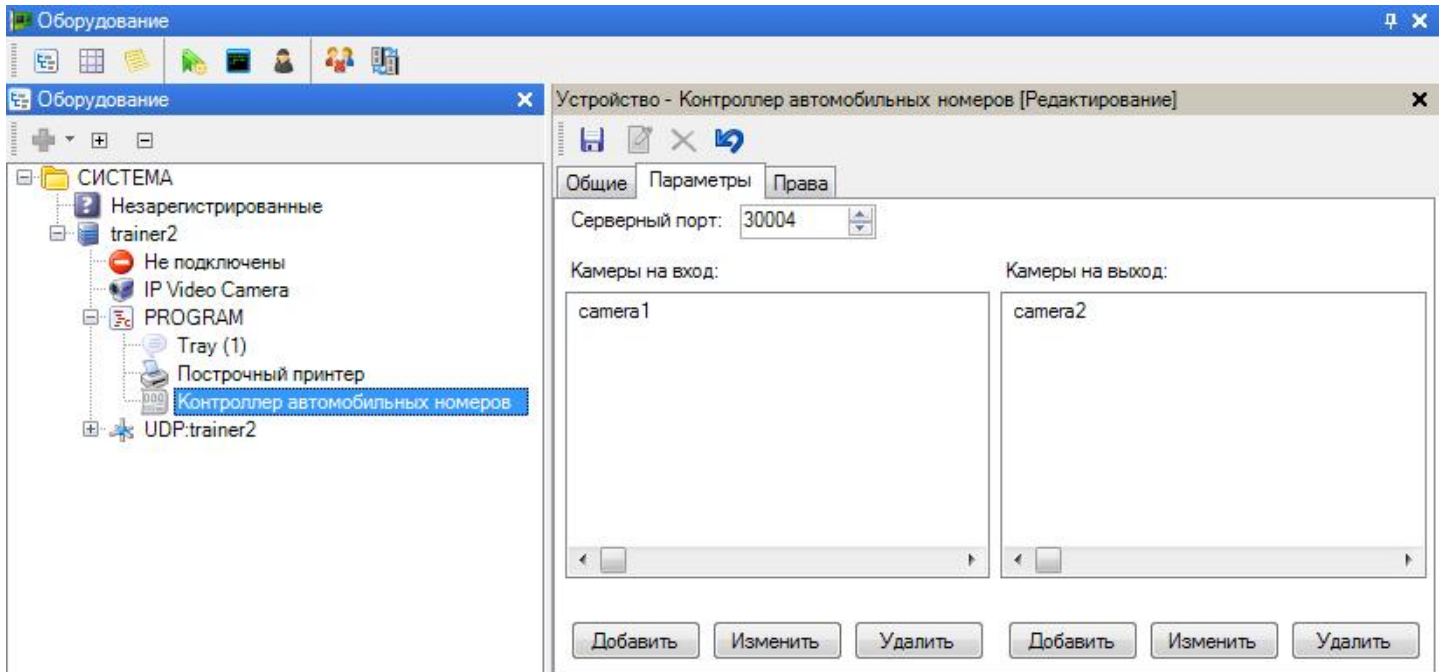 Оборудование
Оборудование
СИСТЕМА
Незарегистрированные
trainer2
Не подключены
IP Video Camera
PROGRAM
Tray (1)
Построчный принтер
Контроллер автомобильных номеров
UDP:trainer2
Устройство - Контроллер автомобильных номеров [Редактирование]
Общие Параметры Права
Серверный порт: 30004
Камеры на вход: Камеры на выход:
camera1 camera2
Добавить Изменить Удалить Добавить Изменить Удалить